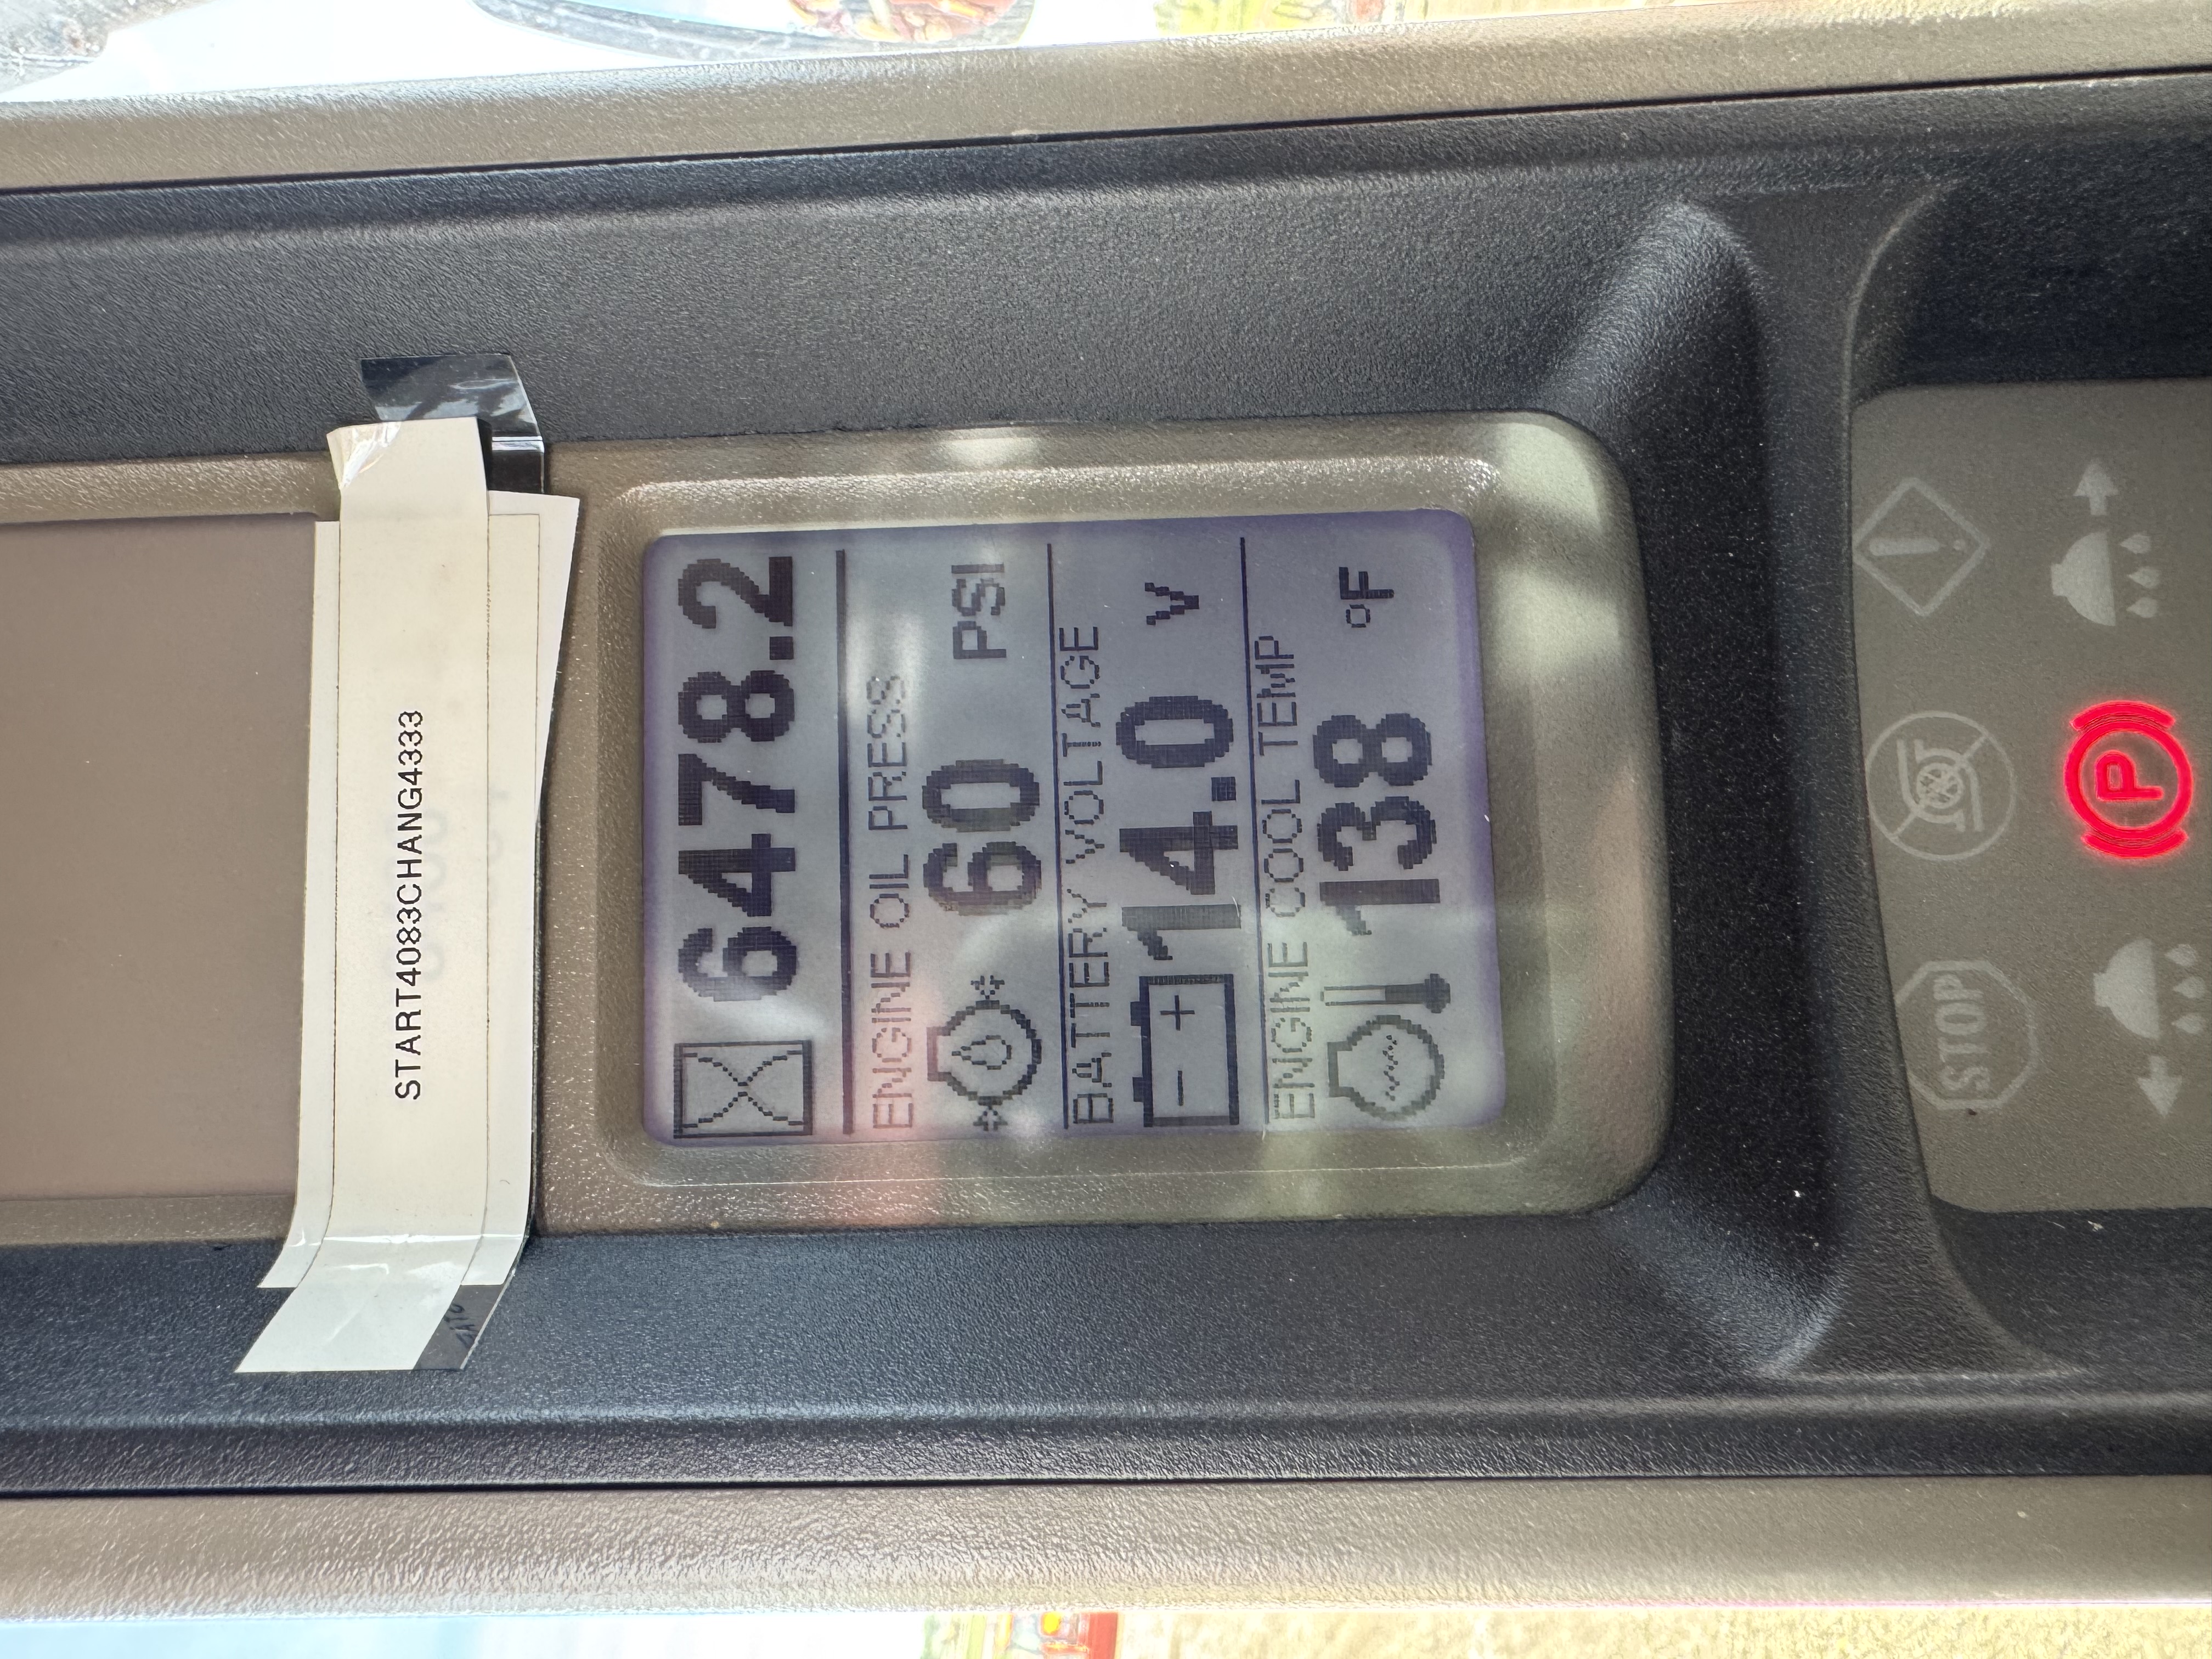 START4083CHANG4333
6478.2
ENGINE OIL PRESS
60 PSI
BATTERY VOLTAGE
- + 14.0 V
ENGINE COOL TEMP
138 °F
STOP !
(P)